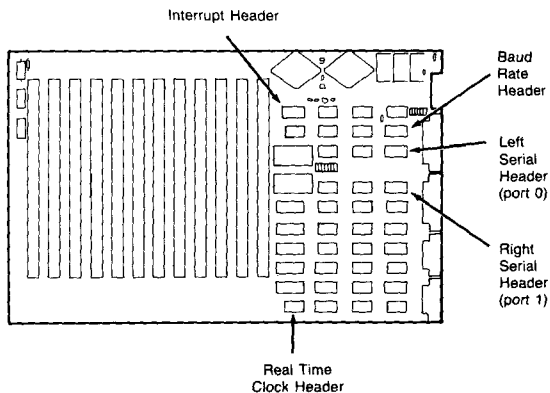 Interrupt Header
Baud
Rate
Header
Left
Serial
Header
(port 0)
Right
Serial
Header
(port 1)
Real Time
Clock Header